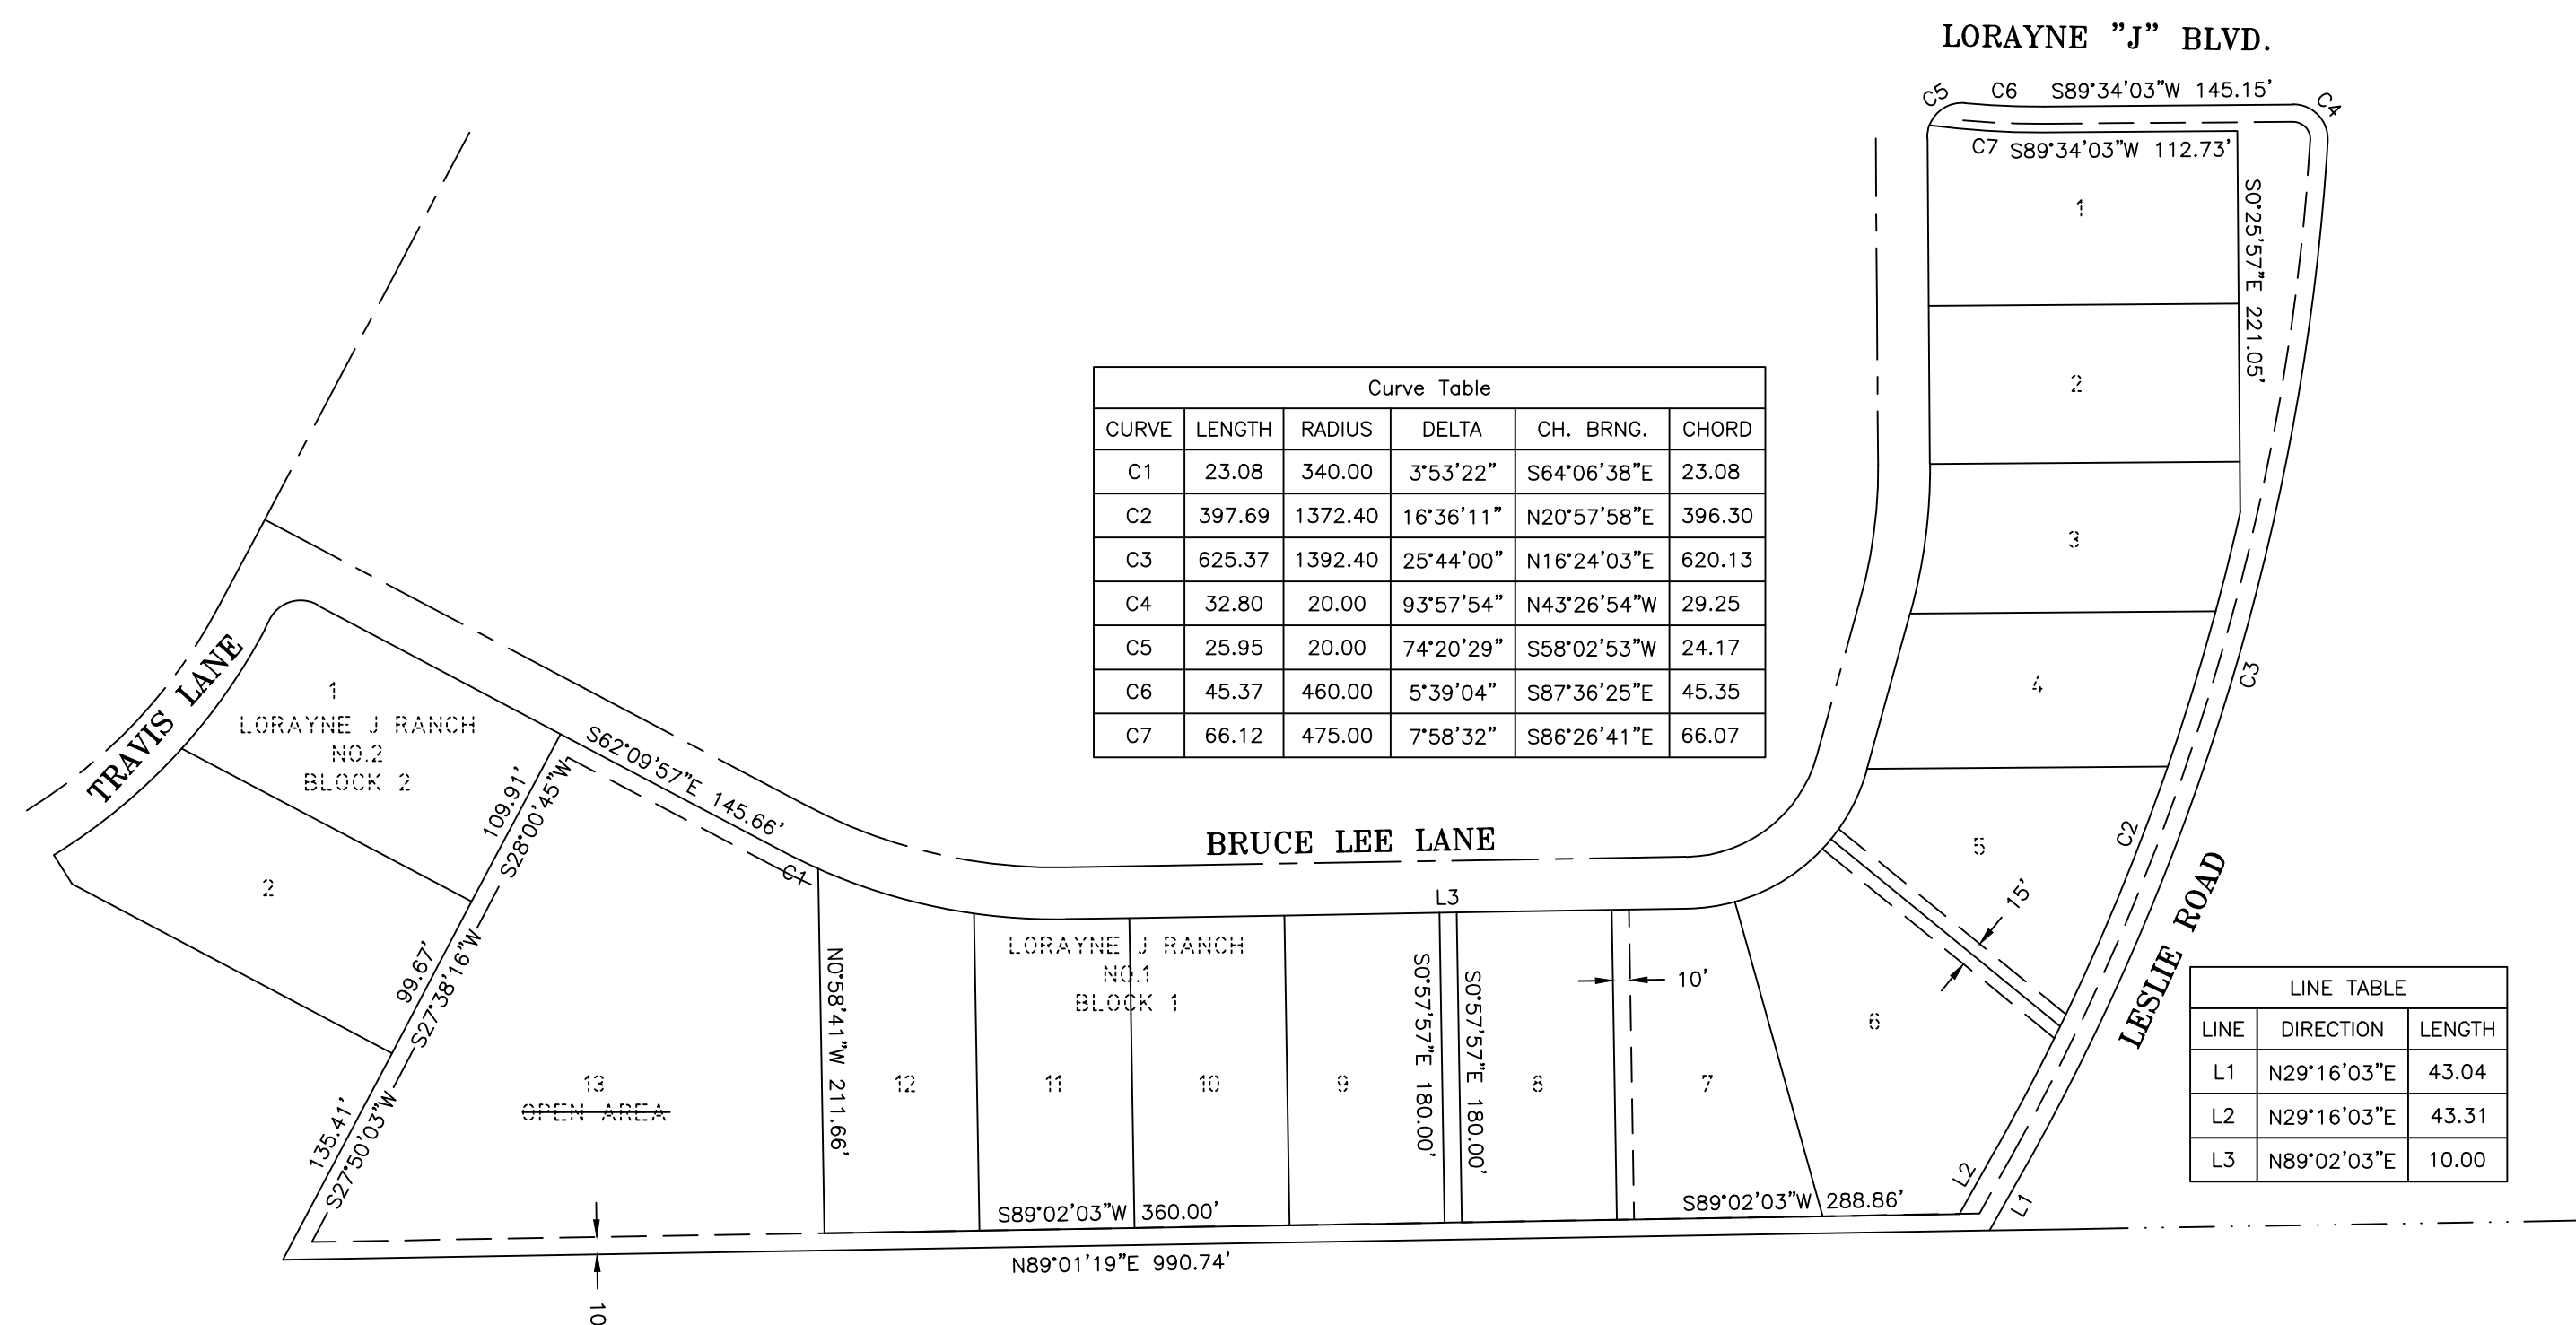 LORAYNE "J" BLVD.
C5
C6
S89°34'03"W 145.15'
C4
C7
S89°34'03"W 112.73'
1
S0°25'57"E 221.05'
2
3
4
C3
5
C2
15'
LESLIE ROAD
6
Curve Table
CURVE LENGTH RADIUS DELTA CH. BRNG. CHORD
C1 23.08 340.00 3°53'22" S64°06'38"E 23.08
C2 397.69 1372.40 16°36'11" N20°57'58"E 396.30
C3 625.37 1392.40 25°44'00" N16°24'03"E 620.13
C4 32.80 20.00 93°57'54" N43°26'54"W 29.25
C5 25.95 20.00 74°20'29" S58°02'53"W 24.17
C6 45.37 460.00 5°39'04" S87°36'25"E 45.35
C7 66.12 475.00 7°58'32" S86°26'41"E 66.07
TRAVIS LANE
1
LORAYNE J RANCH
NO.2
BLOCK 2
2
109.91'
S28°00'45"W
99.67'
S27°38'16"W
135.41'
S27°50'03"W
S62°09'57"E 145.66'
C1
BRUCE LEE LANE
L3
13
OPEN AREA
N0°58'41"W 211.66'
12
LORAYNE J RANCH
NO.1
BLOCK 1
11
10
9
S0°57'57"E 180.00'
S0°57'57"E 180.00'
8
10'
7
S89°02'03"W 360.00'
S89°02'03"W 288.86'
L2
L1
N89°01'19"E 990.74'
10
LINE TABLE
LINE DIRECTION LENGTH
L1 N29°16'03"E 43.04
L2 N29°16'03"E 43.31
L3 N89°02'03"E 10.00